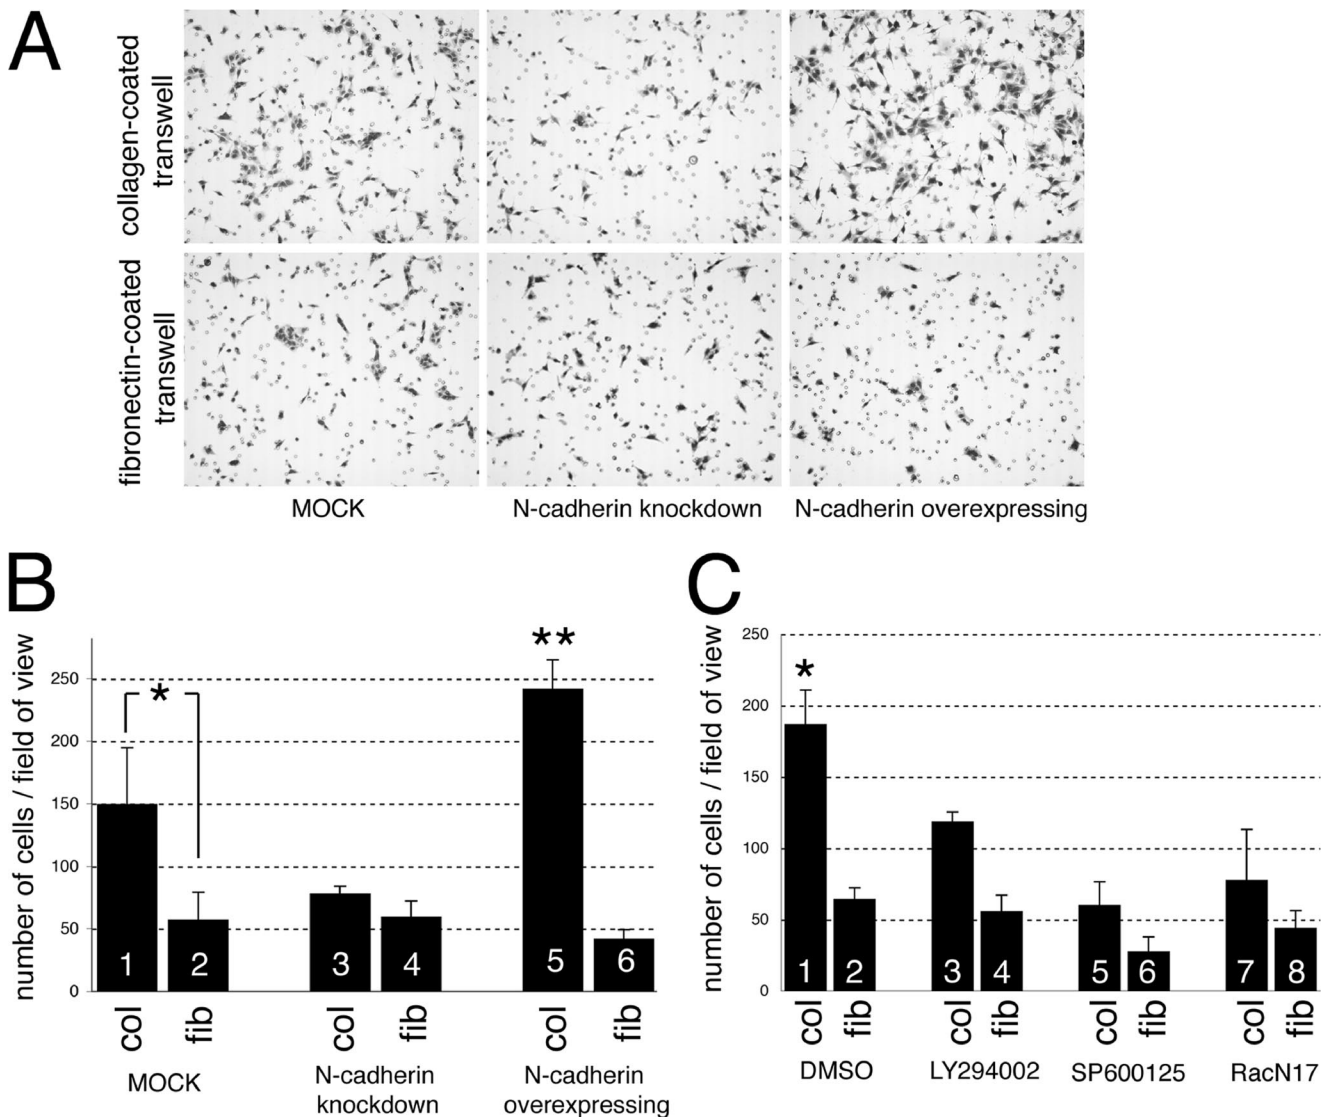 A
collagen-coated
transwell
fibronectin-coated
transwell
MOCK
N-cadherin knockdown
N-cadherin overexpressing
B
number of cells / field of view
250
200
150
100
50
0
*
**
1
2
3
4
5
6
col
fib
col
fib
col
fib
MOCK
N-cadherin
knockdown
N-cadherin
overexpressing
C
number of cells / field of view
250
200
150
100
50
0
*
1
2
3
4
5
6
7
8
col
fib
col
fib
col
fib
col
fib
DMSO
LY294002
SP600125
RacN17